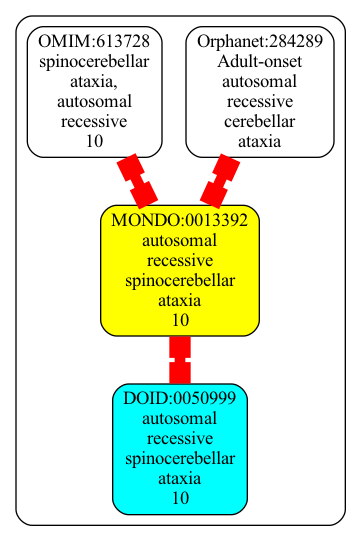 OMIM:613728
spinocerebellar
ataxia,
autosomal
recessive
10
Orphanet:284289
Adult-onset
autosomal
recessive
cerebellar
ataxia
MONDO:0013392
autosomal
recessive
spinocerebellar
ataxia
10
DOID:0050999
autosomal
recessive
spinocerebellar
ataxia
10